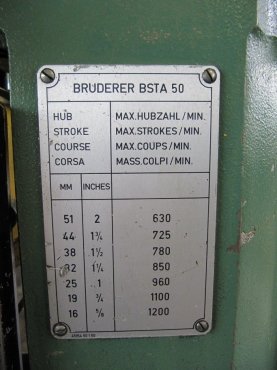 BRUDERER BSTA 50
HUB MAX.HUBZAHL/MIN.
STROKE MAX.STROKES/MIN.
COURSE MAX.COUPS/MIN.
CORSA MASS.COLPI/MIN.
MM INCHES
51 2 630
44 1¾ 725
38 1½ 780
32 1¼ 850
25 1 960
19 ¾ 1100
16 ⅝ 1200